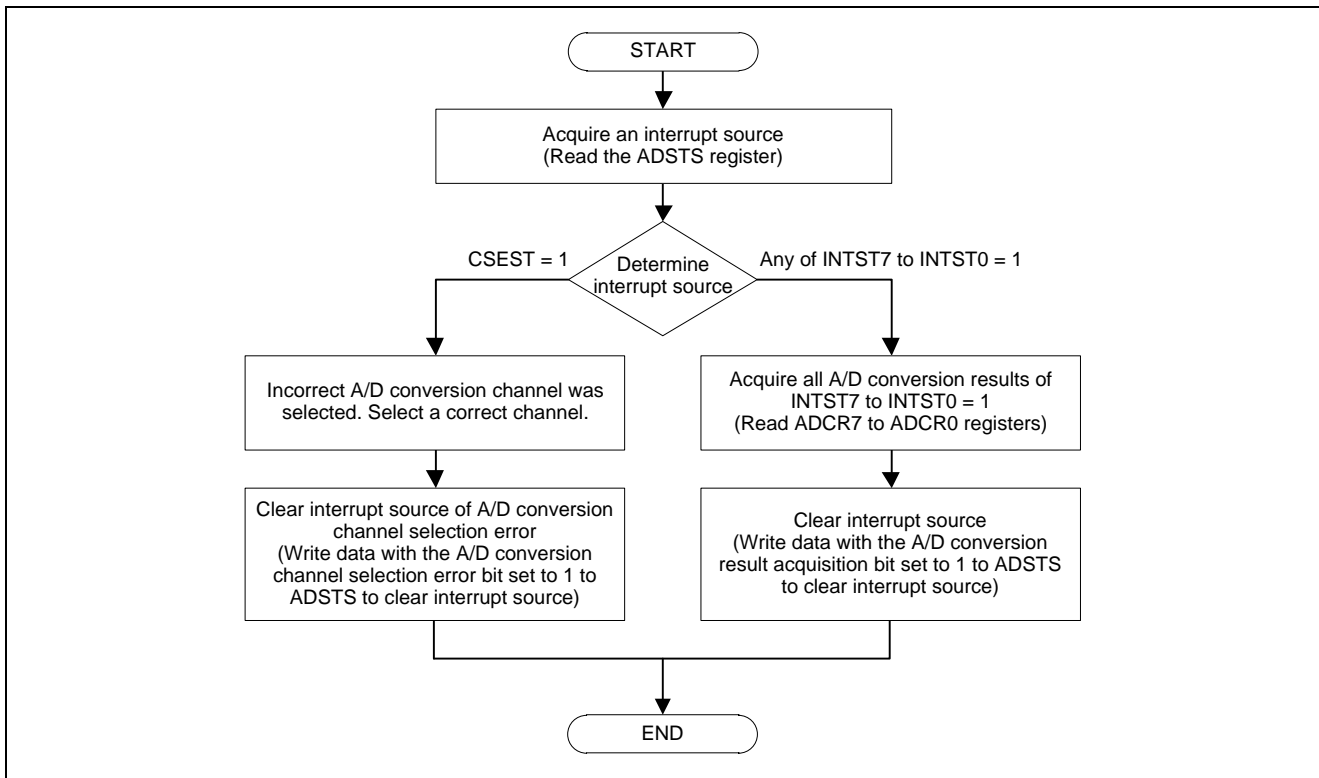 START
Acquire an interrupt source
(Read the ADSTS register)
CSEST = 1
Determine
interrupt source
Any of INTST7 to INTST0 = 1
Incorrect A/D conversion channel was
selected. Select a correct channel.
Acquire all A/D conversion results of
INTST7 to INTST0 = 1
(Read ADCR7 to ADCR0 registers)
Clear interrupt source of A/D conversion
channel selection error
(Write data with the A/D conversion
channel selection error bit set to 1 to
ADSTS to clear interrupt source)
Clear interrupt source
(Write data with the A/D conversion
result acquisition bit set to 1 to ADSTS
to clear interrupt source)
END